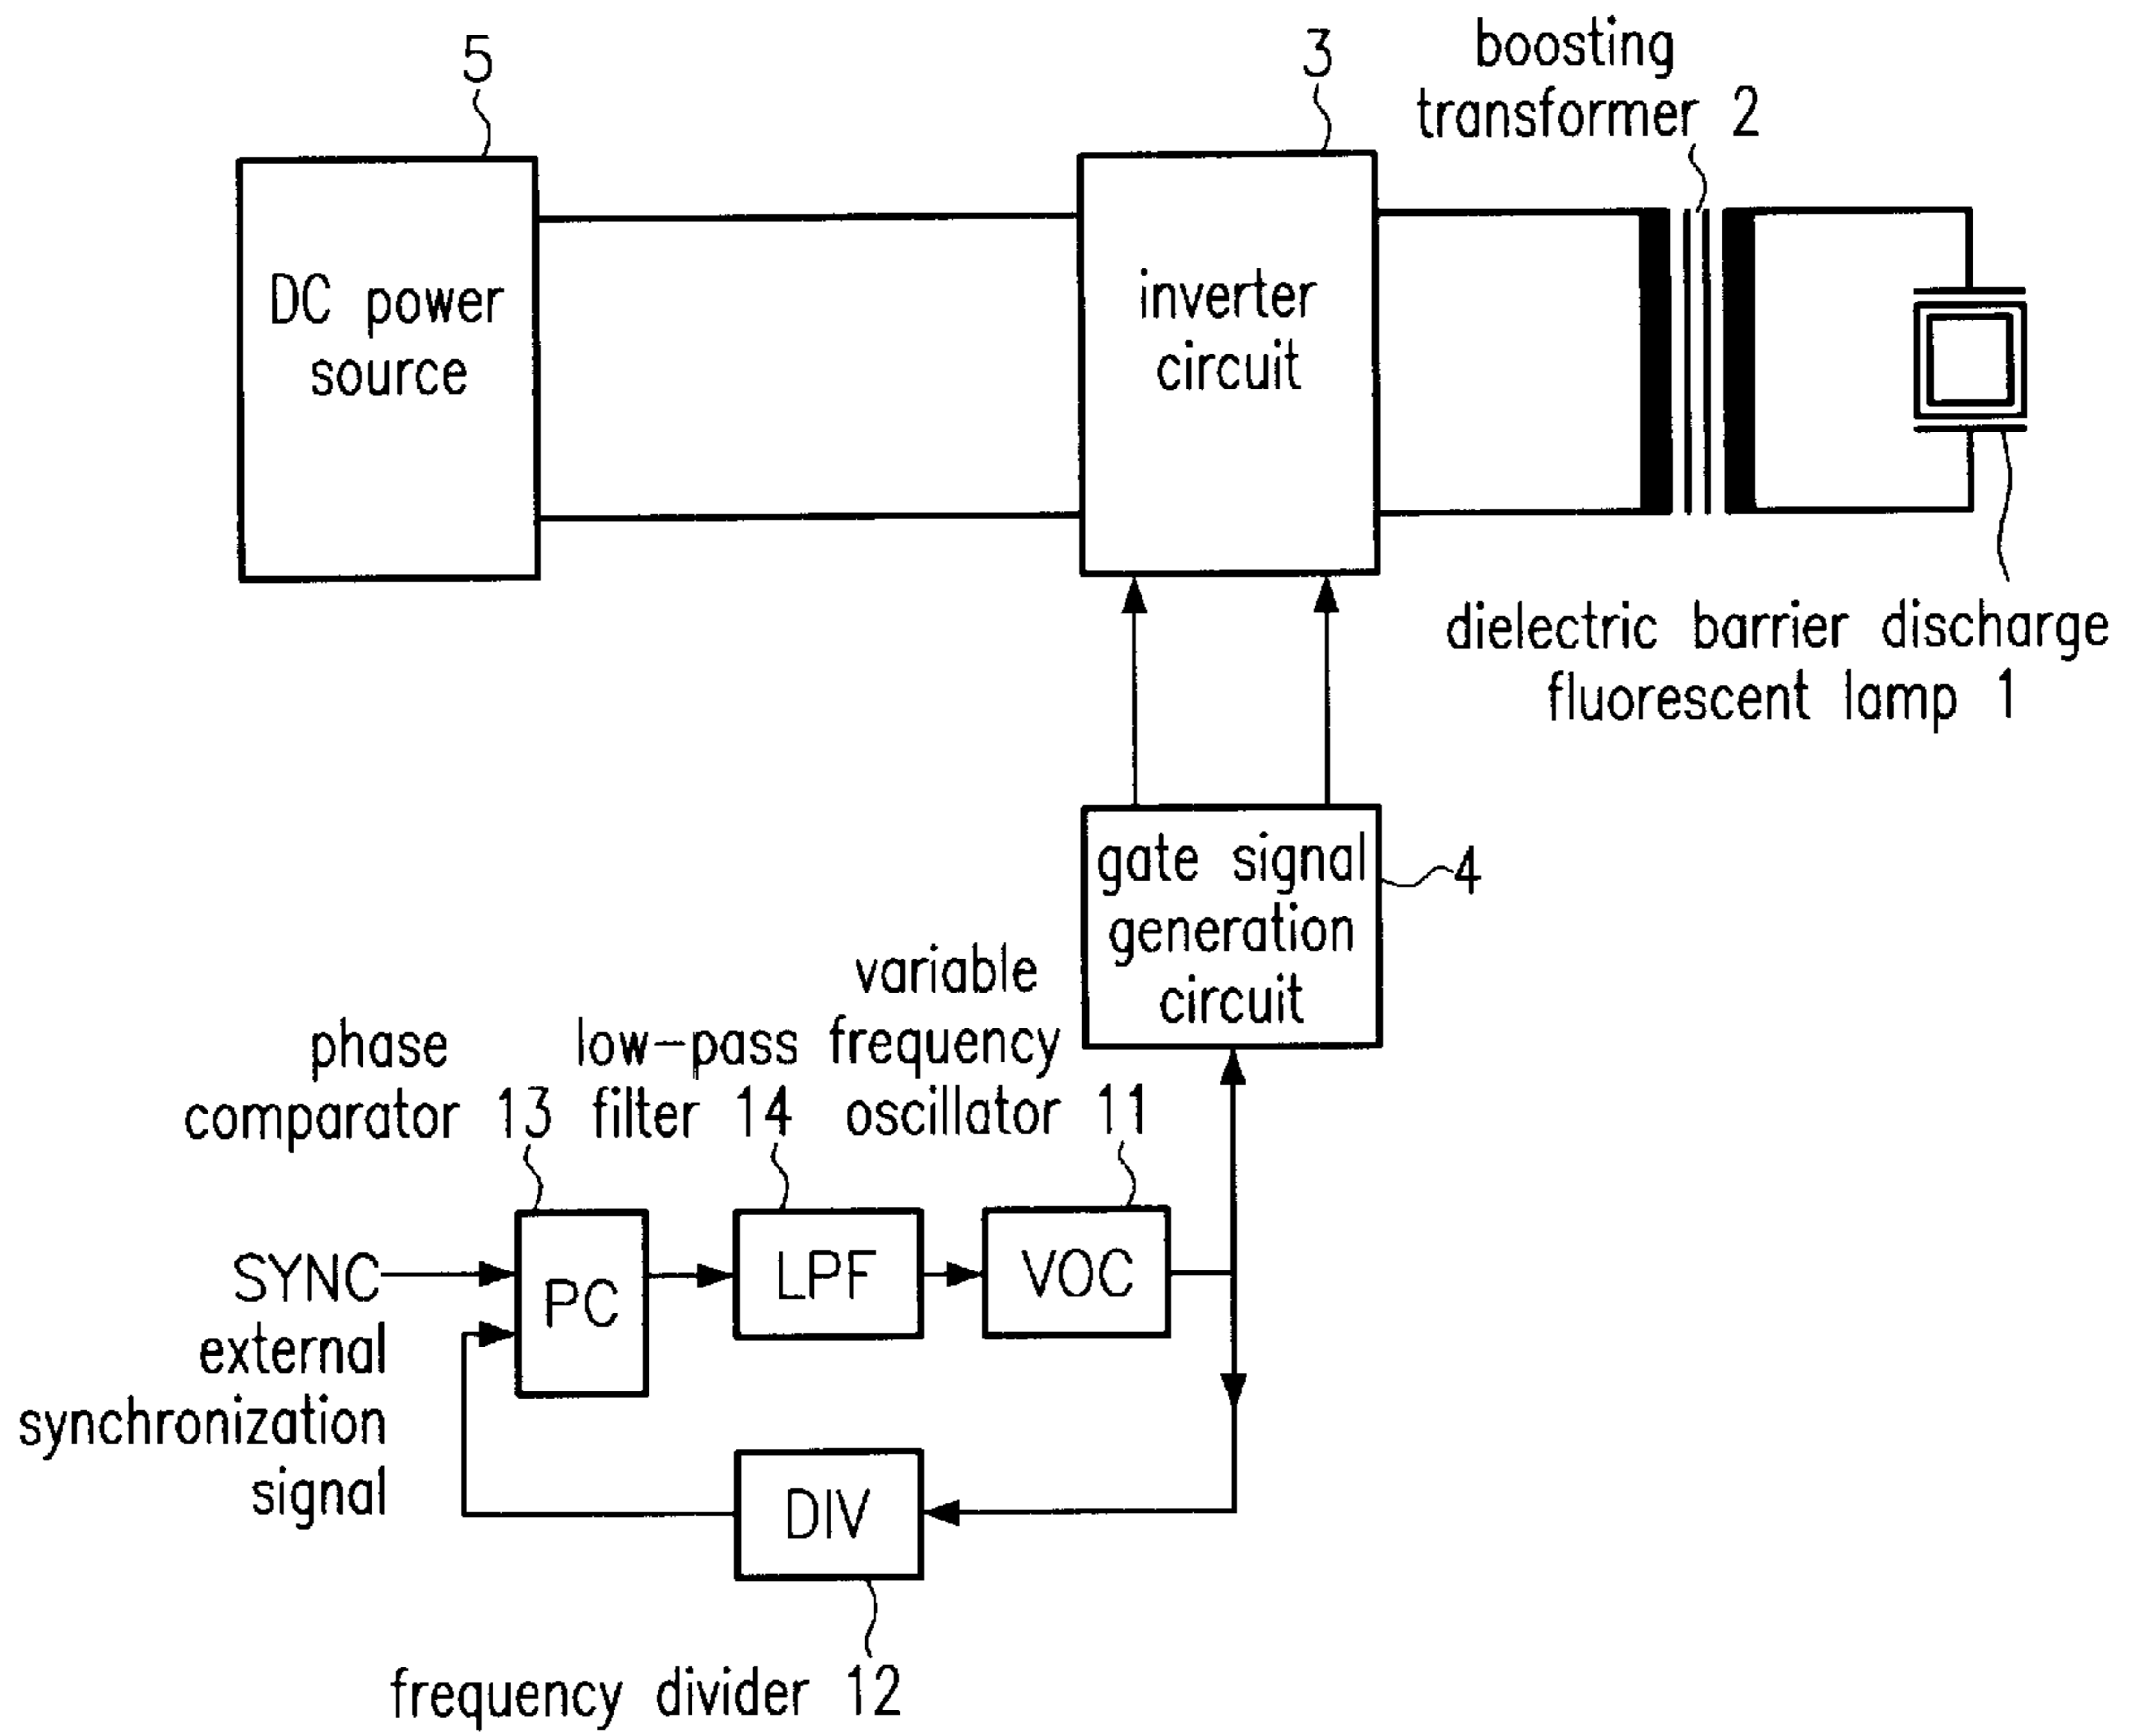 5
3
boosting
transformer 2
DC power
source
inverter
circuit
dielectric barrier discharge
fluorescent lamp 1
gate signal
generation
circuit
4
variable
frequency
oscillator 11
low-pass
filter 14
phase
comparator 13
SYNC
external
synchronization
signal
PC
LPF
VOC
DIV
frequency divider 12